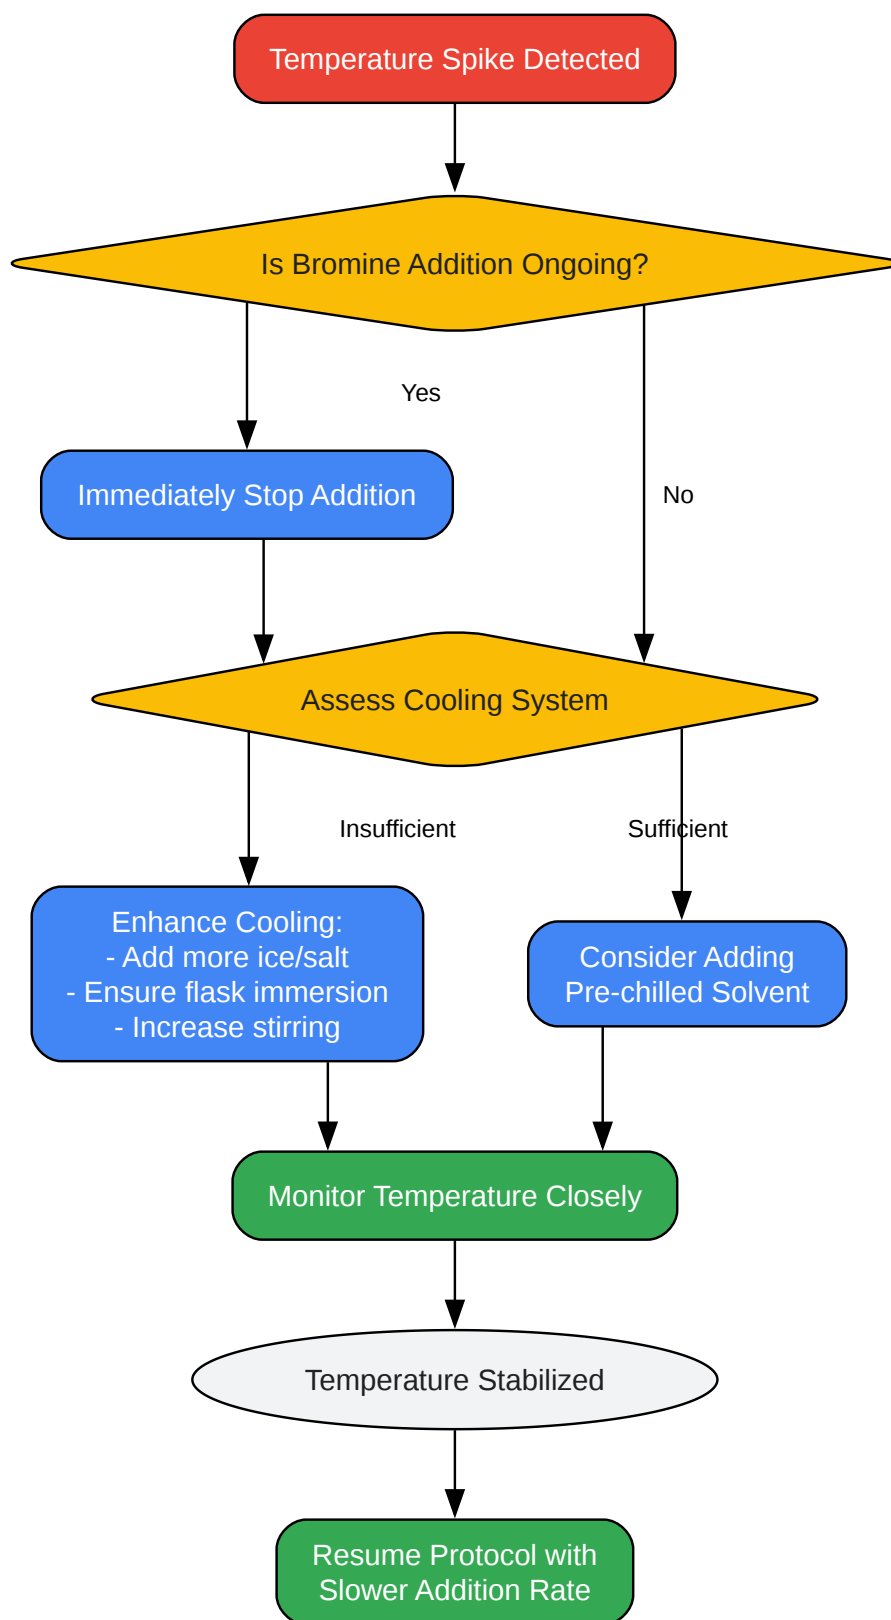 Temperature Spike Detected
Is Bromine Addition Ongoing?
Yes
Immediately Stop Addition
No
Assess Cooling System
Insufficient
Sufficient
Enhance Cooling:
- Add more ice/salt
- Ensure flask immersion
- Increase stirring
Consider Adding
Pre-chilled Solvent
Monitor Temperature Closely
Temperature Stabilized
Resume Protocol with
Slower Addition Rate